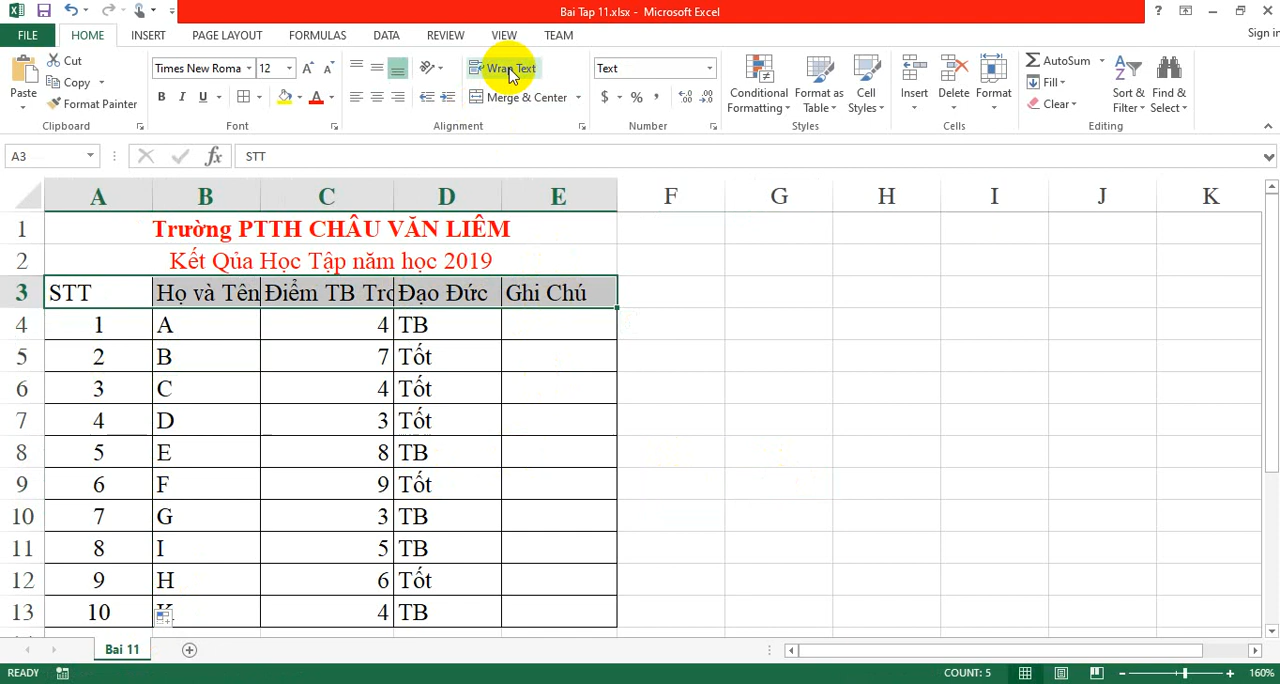 Bai Tap 11.xlsx - Microsoft Excel
? 
FILE HOME INSERT PAGE LAYOUT FORMULAS DATA REVIEW VIEW TEAM Sign in
Paste Cut Copy Format Painter Clipboard
Times New Roma 12 B I U A Font
Wrap Text Merge & Center Alignment
Text $ % , Number
Conditional Formatting Format as Table Cell Styles Styles
Insert Delete Format Cells
AutoSum Fill Clear Sort & Filter Find & Select Editing
A3 fx STT
A B C D E F G H I J K
1 Trường PTTH CHÂU VĂN LIÊM
2 Kết Qủa Học Tập năm học 2019
3 STT Họ và Tên Điểm TB Trc Đạo Đức Ghi Chú
4 1 A 4 TB
5 2 B 7 Tốt
6 3 C 4 Tốt
7 4 D 3 Tốt
8 5 E 8 TB
9 6 F 9 Tốt
10 7 G 3 TB
11 8 I 5 TB
12 9 H 6 Tốt
13 10 K 4 TB
Bai 11
READY COUNT: 5 160%